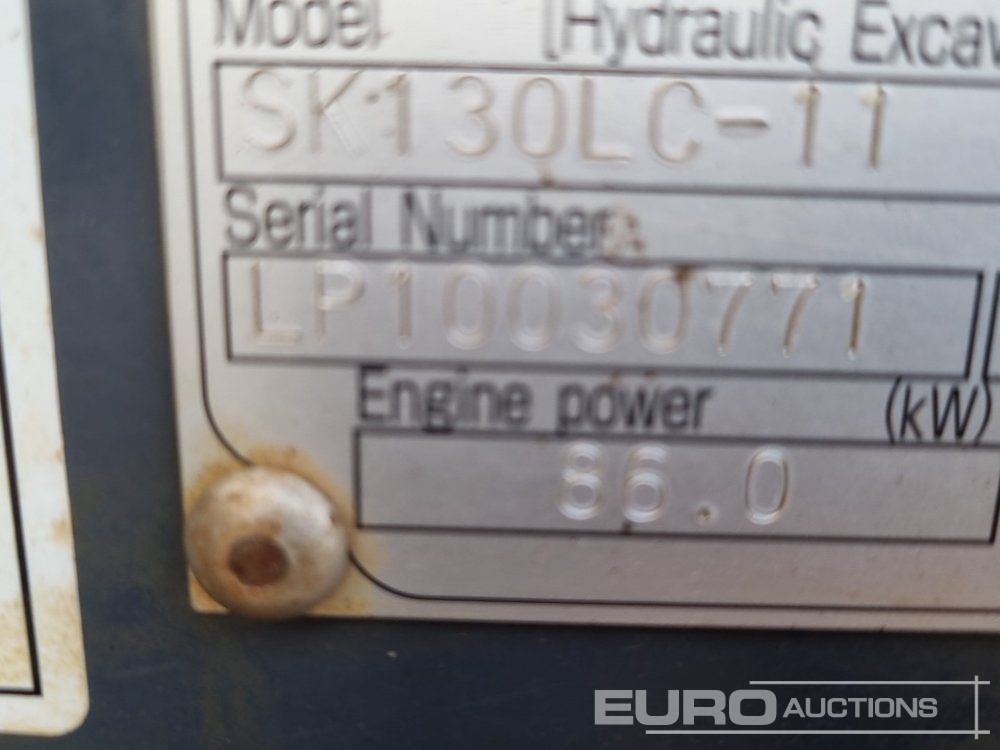 Model [Hydraulic Excav
SK130LC-11
Serial Number
LP10030771
Engine power (kW)
86.0
EURO AUCTIONS